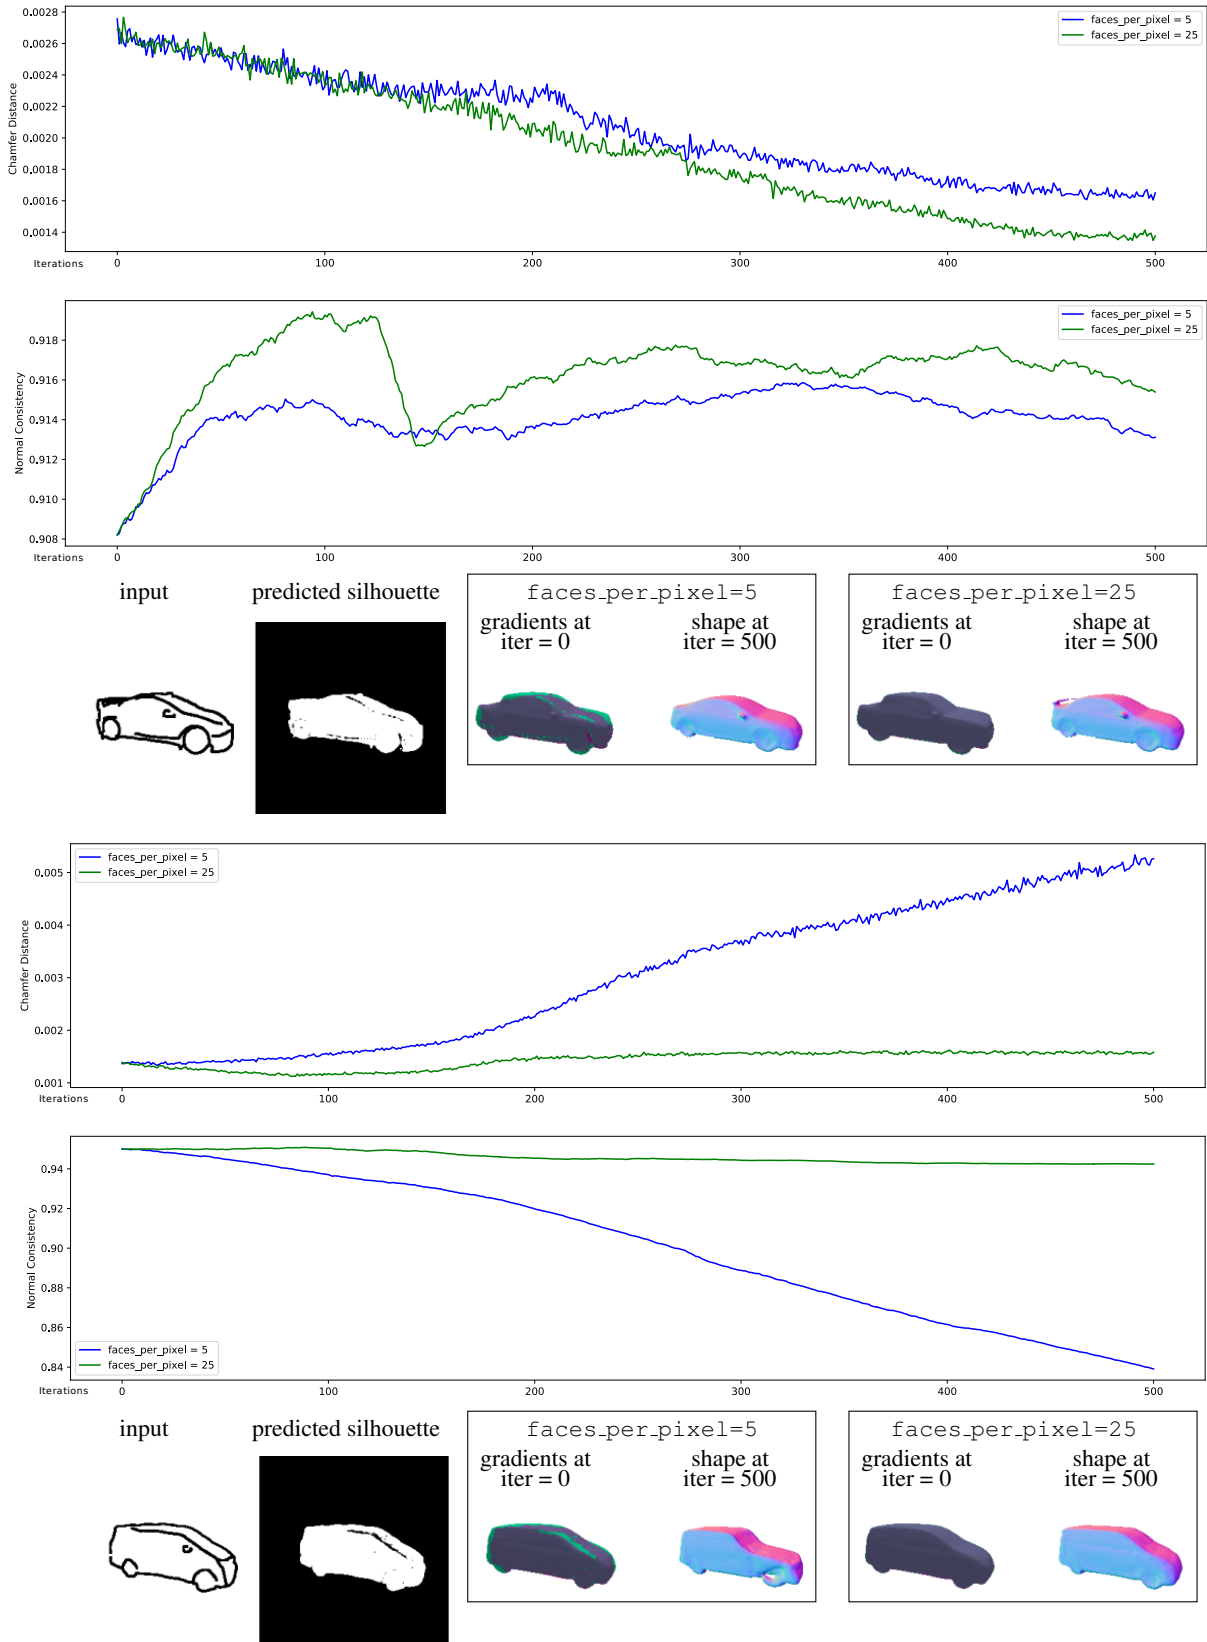 0.0028
0.0026
0.0024
0.0022
0.0020
0.0018
0.0016
0.0014
Chamfer Distance
faces_per_pixel = 5
faces_per_pixel = 25
Iterations 0 100 200 300 400 500
0.918
0.916
0.914
0.912
0.910
0.908
Normal Consistency
faces_per_pixel = 5
faces_per_pixel = 25
Iterations 0 100 200 300 400 500
input
predicted silhouette
faces_per_pixel=5
gradients at
iter = 0
shape at
iter = 500
faces_per_pixel=25
gradients at
iter = 0
shape at
iter = 500
faces_per_pixel = 5
faces_per_pixel = 25
0.005
0.004
0.003
0.002
0.001
Chamfer Distance
Iterations 0 100 200 300 400 500
0.94
0.92
0.90
0.88
0.86
0.84
Normal Consistency
faces_per_pixel = 5
faces_per_pixel = 25
Iterations 0 100 200 300 400 500
input
predicted silhouette
faces_per_pixel=5
gradients at
iter = 0
shape at
iter = 500
faces_per_pixel=25
gradients at
iter = 0
shape at
iter = 500